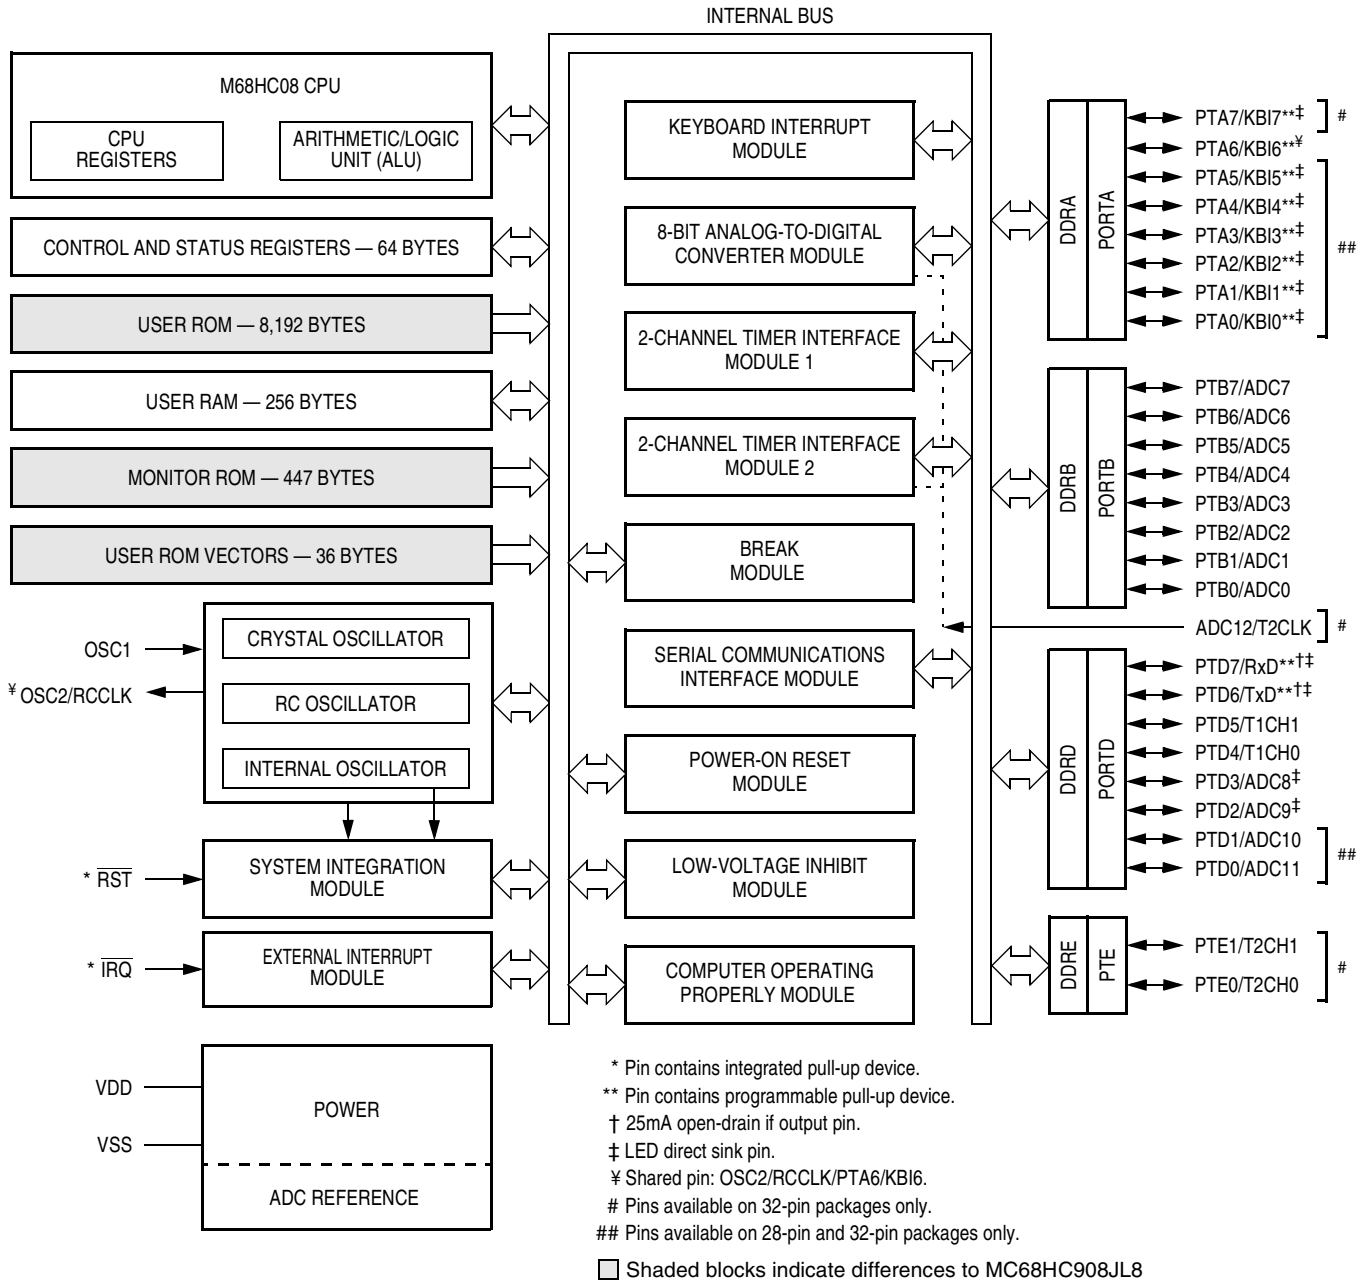 INTERNAL BUS
M68HC08 CPU
CPU
REGISTERS
ARITHMETIC/LOGIC
UNIT (ALU)
CONTROL AND STATUS REGISTERS — 64 BYTES
USER ROM — 8,192 BYTES
USER RAM — 256 BYTES
MONITOR ROM — 447 BYTES
USER ROM VECTORS — 36 BYTES
OSC1
¥ OSC2/RCCLK
CRYSTAL OSCILLATOR
RC OSCILLATOR
INTERNAL OSCILLATOR
* RST
SYSTEM INTEGRATION
MODULE
* IRQ
EXTERNAL INTERRUPT
MODULE
VDD
VSS
POWER
ADC REFERENCE
KEYBOARD INTERRUPT
MODULE
8-BIT ANALOG-TO-DIGITAL
CONVERTER MODULE
2-CHANNEL TIMER INTERFACE
MODULE 1
2-CHANNEL TIMER INTERFACE
MODULE 2
BREAK
MODULE
SERIAL COMMUNICATIONS
INTERFACE MODULE
POWER-ON RESET
MODULE
LOW-VOLTAGE INHIBIT
MODULE
COMPUTER OPERATING
PROPERLY MODULE
DDRA
PORTA
PTA7/KBI7**‡
#
PTA6/KBI6**¥
PTA5/KBI5**‡
PTA4/KBI4**‡
PTA3/KBI3**‡
PTA2/KBI2**‡
PTA1/KBI1**‡
PTA0/KBI0**‡
##
DDRB
PORTB
PTB7/ADC7
PTB6/ADC6
PTB5/ADC5
PTB4/ADC4
PTB3/ADC3
PTB2/ADC2
PTB1/ADC1
PTB0/ADC0
ADC12/T2CLK
#
DDRD
PORTD
PTD7/RxD**†‡
PTD6/TxD**†‡
PTD5/T1CH1
PTD4/T1CH0
PTD3/ADC8‡
PTD2/ADC9‡
PTD1/ADC10
PTD0/ADC11
##
DDRE
PTE
PTE1/T2CH1
PTE0/T2CH0
#
* Pin contains integrated pull-up device.
** Pin contains programmable pull-up device.
† 25mA open-drain if output pin.
‡ LED direct sink pin.
¥ Shared pin: OSC2/RCCLK/PTA6/KBI6.
# Pins available on 32-pin packages only.
## Pins available on 28-pin and 32-pin packages only.
Shaded blocks indicate differences to MC68HC908JL8